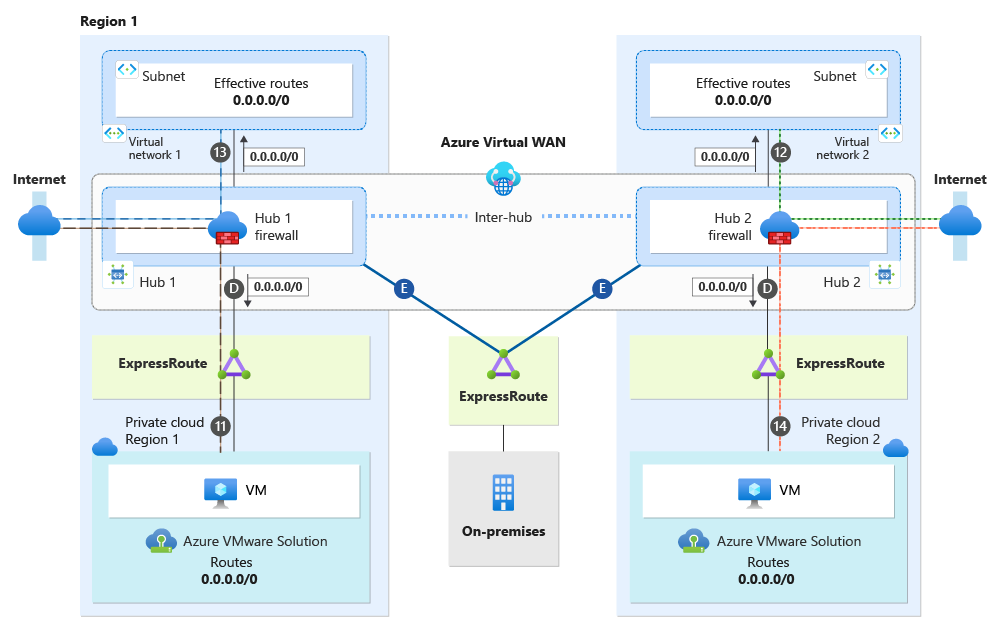 Region 1
Subnet
Effective routes
0.0.0.0/0
Effective routes
0.0.0.0/0
Subnet
Virtual
network 1
13
0.0.0.0/0
Azure Virtual WAN
0.0.0.0/0
12
Virtual
network 2
Internet
Internet
Hub 1
firewall
Inter-hub
Hub 2
firewall
Hub 1
D
0.0.0.0/0
E
E
0.0.0.0/0
D
Hub 2
ExpressRoute
ExpressRoute
ExpressRoute
Private cloud
Region 1
11
14
Private cloud
Region 2
VM
VM
On-premises
Azure VMware Solution
Routes
0.0.0.0/0
Azure VMware Solution
Routes
0.0.0.0/0